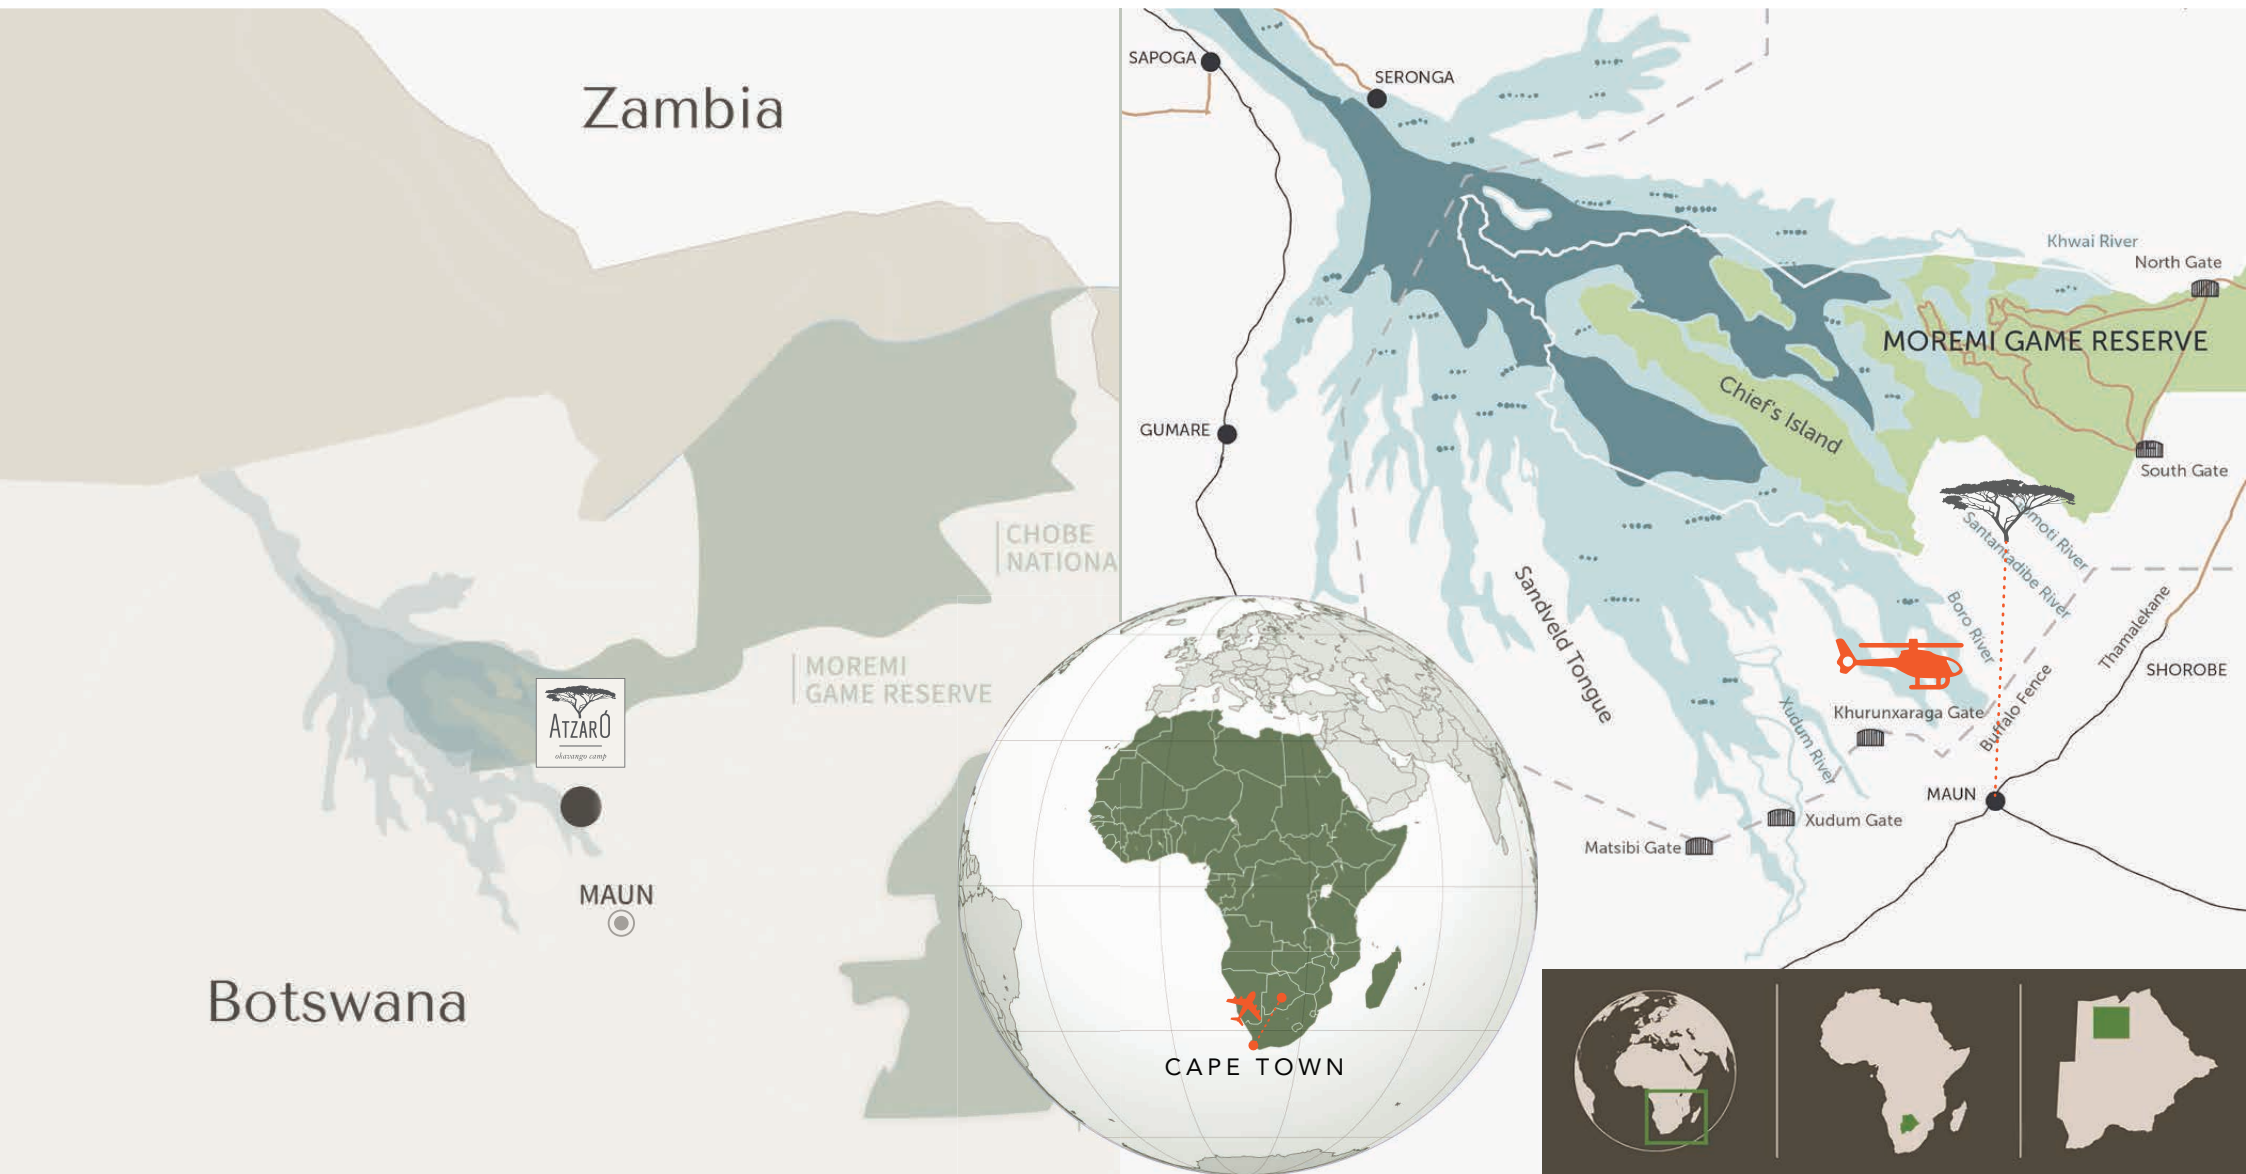 Zambia
CHOBE
NATIONA
MOREMI
GAME RESERVE
ATZARÓ
okavango camp
MAUN
Botswana
SAPOGA
SERONGA
Khwai River
North Gate
MOREMI GAME RESERVE
Chief's Island
GUMARE
South Gate
moti River
Santantadibe River
Boro River
Sandveld Tongue
Thamalekane
SHOROBE
Buffalo Fence
Khurunxaraga Gate
Xudum River
MAUN
Xudum Gate
Matsibi Gate
CAPE TOWN